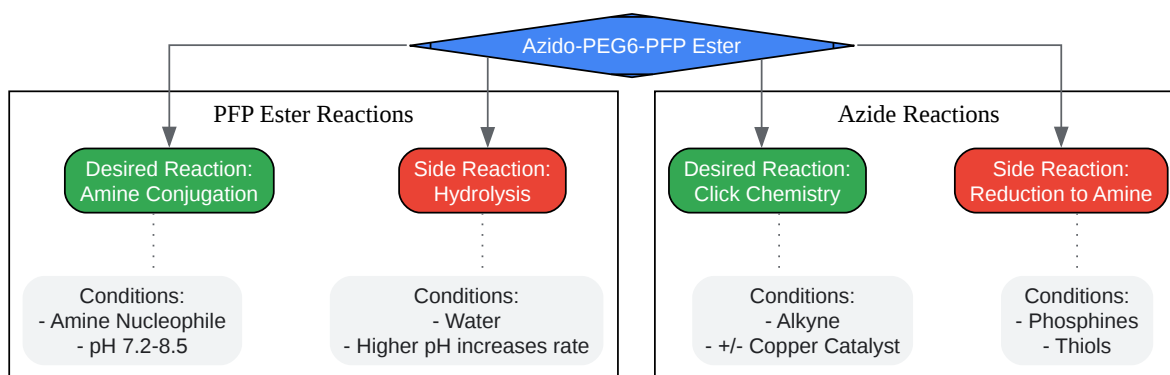 Azido-PEG6-PFP Ester
PFP Ester Reactions
Desired Reaction:
Amine Conjugation
Side Reaction:
Hydrolysis
Conditions:
- Amine Nucleophile
- pH 7.2-8.5
Conditions:
- Water
- Higher pH increases rate
Azide Reactions
Desired Reaction:
Click Chemistry
Side Reaction:
Reduction to Amine
Conditions:
- Alkyne
- +/- Copper Catalyst
Conditions:
- Phosphines
- Thiols